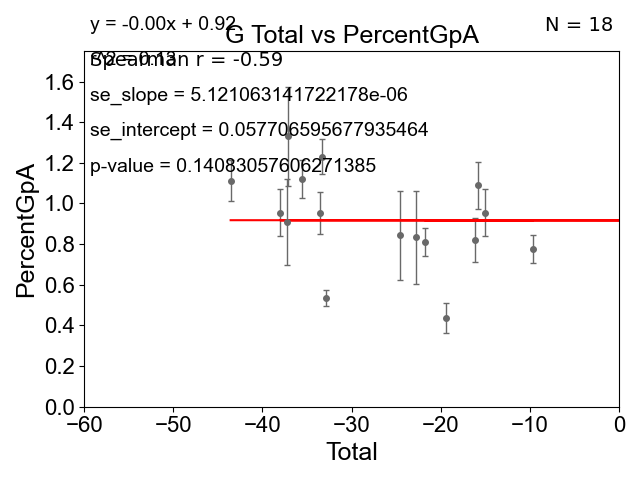 y = -0.00x + 0.92
N = 18
G Total vs PercentGpA
Spearman r = -0.59
se_slope = 5.121063141722178e-06
se_intercept = 0.057706595677935464
p-value = 0.14083057606271385
PercentGpA
1.6
1.4
1.2
1.0
0.8
0.6
0.4
0.2
0.0
−60
−50
−40
−30
−20
−10
0
Total